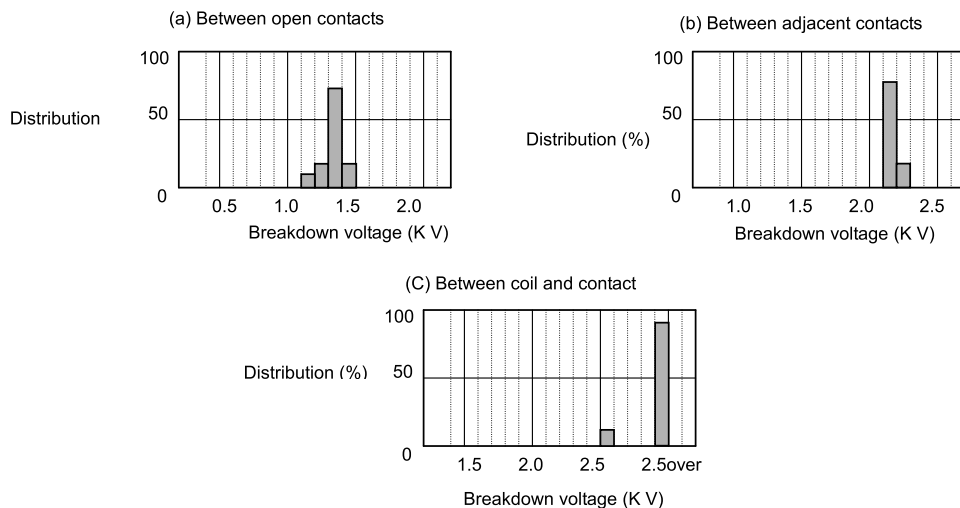 (a) Between open contacts
100
Distribution 50
0
0.5 1.0 1.5 2.0
Breakdown voltage (K V)
(b) Between adjacent contacts
100
50
Distribution (%)
0
1.0 1.5 2.0 2.5
Breakdown voltage (K V)
(C) Between coil and contact
100
Distribution (%) 50
0
1.5 2.0 2.5 2.5over
Breakdown voltage (K V)